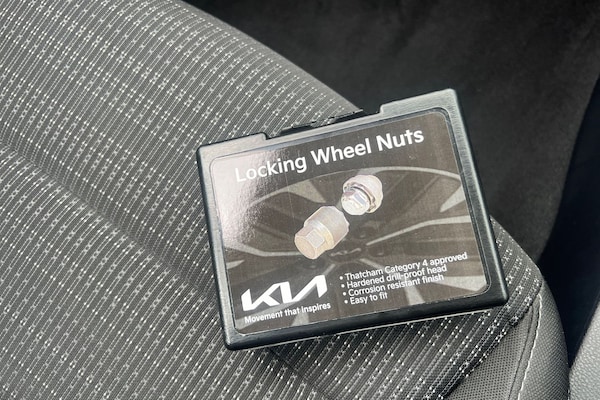 Locking Wheel Nuts
• Thatcham Category 4 approved
• Hardened drill-proof head
• Corrosion resistant finish
• Easy to fit
KIA
Movement that inspires